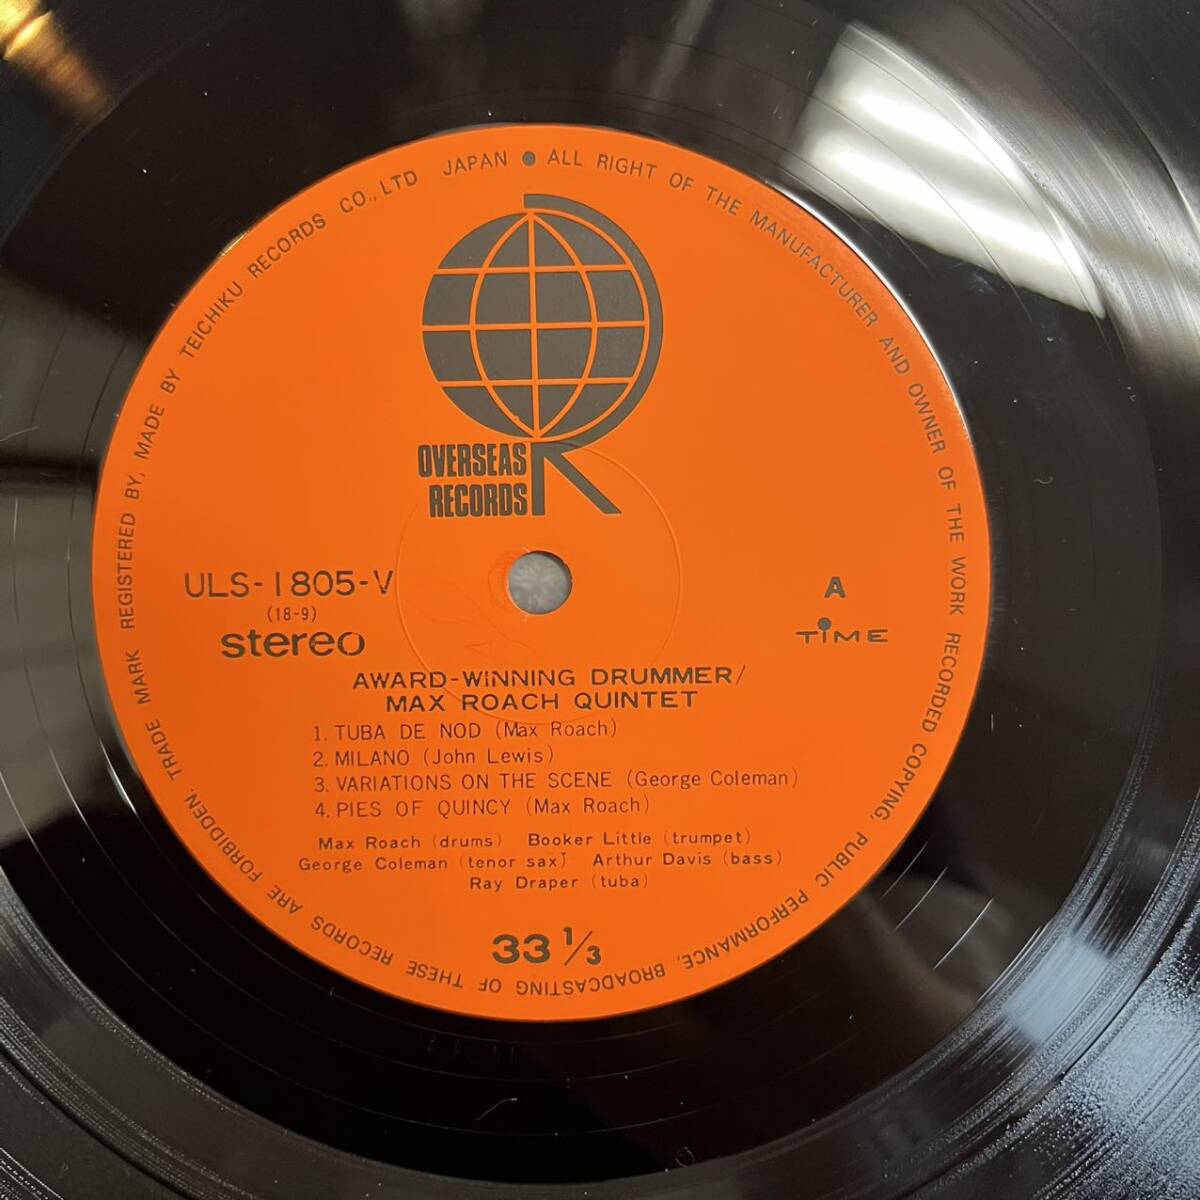 TRADE MARK REGISTERED BY, MADE BY TEICHIKU RECORDS CO.,LTD JAPAN ● ALL RIGHT OF THE MANUFACTURER AND OWNER OF THE WORK RECORDED COPYING, PUBLIC PERFORMANCE, BROADCASTING OF THESE RECORDS ARE FORBIDDEN,
OVERSEAS
RECORDS
ULS-1805-V
(18-9)
stereo
A
TIME
AWARD-WINNING DRUMMER/
MAX ROACH QUINTET
1. TUBA DE NOD (Max Roach)
2. MILANO (John Lewis)
3. VARIATIONS ON THE SCENE (George Coleman)
4. PIES OF QUINCY (Max Roach)
Max Roach (drums) Booker Little (trumpet)
George Coleman (tenor sax) Arthur Davis (bass)
Ray Draper (tuba)
33 1/3